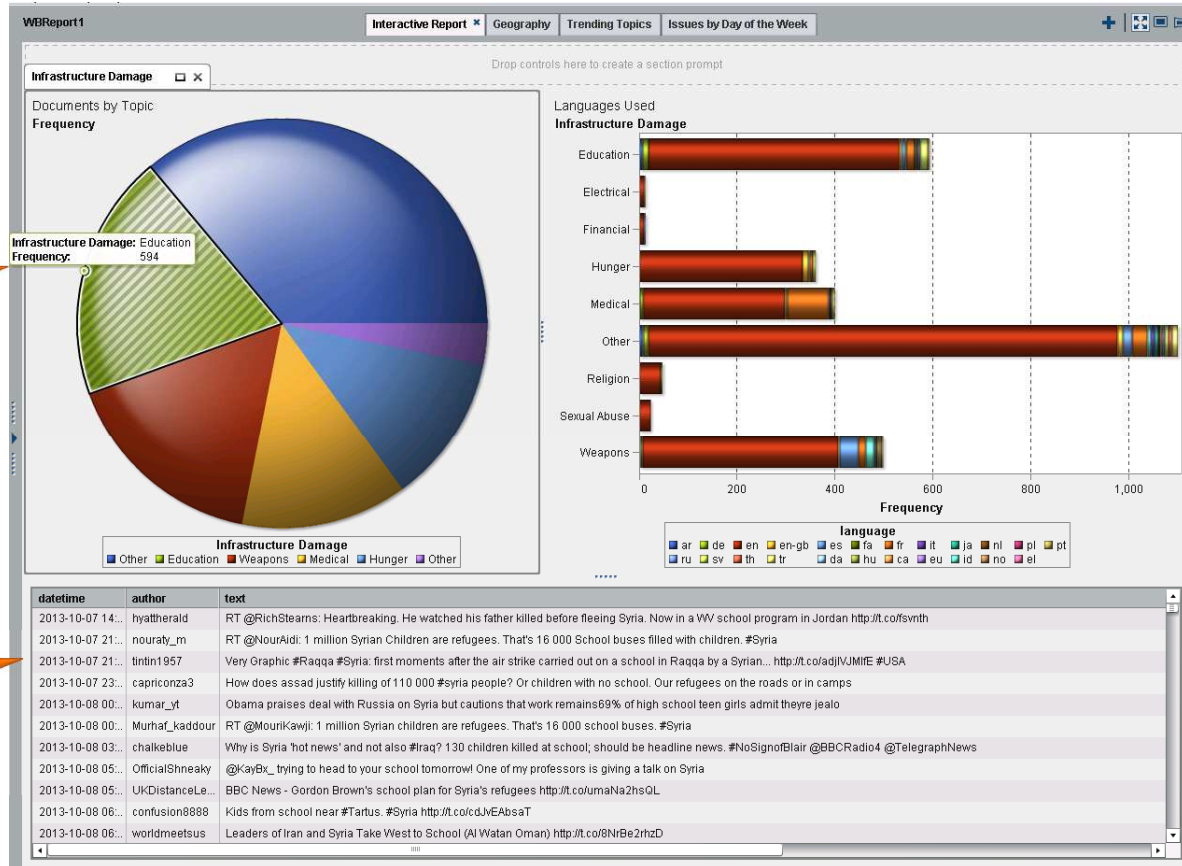 WBReport1
Interactive Report
Geography
Trending Topics
Issues by Day of the Week
Drop controls here to create a section prompt
Infrastructure Damage
Documents by Topic
Frequency
Infrastructure Damage: Education
Frequency: 594
Infrastructure Damage
Other Education Weapons Medical Hunger Other
Languages Used
Infrastructure Damage
Education
Electrical
Financial
Hunger
Medical
Other
Religion
Sexual Abuse
Weapons
0 200 400 600 800 1,000
Frequency
language
ar de en en-gb es fa fr it ja nl pl pt
ru sv th tr da hu ca eu id no el
datetime author text
2013-10-07 14:.. hyattherald RT @RichStearns: Heartbreaking. He watched his father killed before fleeing Syria. Now in a WV school program in Jordan http://t.co/fsvnth
2013-10-07 21:.. nouraty_m RT @NourAidi: 1 million Syrian Children are refugees. That's 16 000 School buses filled with children. #Syria
2013-10-07 21:.. tintin1957 Very Graphic #Raqqa #Syria: first moments after the air strike carried out on a school in Raqqa by a Syrian... http://t.co/adjlVJMlfE #USA
2013-10-07 23:.. capriconza3 How does assad justify killing of 110 000 #syria people? Or children with no school. Our refugees on the roads or in camps
2013-10-08 00:.. kumar_yt Obama praises deal with Russia on Syria but cautions that work remains69% of high school teen girls admit theyre jealo
2013-10-08 00:.. Murhaf_kaddour RT @MouriKawji: 1 million Syrian children are refugees. That's 16 000 school buses. #Syria
2013-10-08 03:.. chalkeblue Why is Syria 'hot news' and not also #Iraq? 130 children killed at school; should be headline news. #NoSignofBlair @BBCRadio4 @TelegraphNews
2013-10-08 05:.. OfficialShneaky @KayBx_ trying to head to your school tomorrow! One of my professors is giving a talk on Syria
2013-10-08 05:.. UKDistanceLe... BBC News - Gordon Brown's school plan for Syria's refugees http://t.co/umaNa2hsQL
2013-10-08 06:.. confusion8888 Kids from school near #Tartus. #Syria http://t.co/cdJvEAbsaT
2013-10-08 06:.. worldmeetsus Leaders of Iran and Syria Take West to School (Al Watan Oman) http://t.co/8NrBe2rhzD